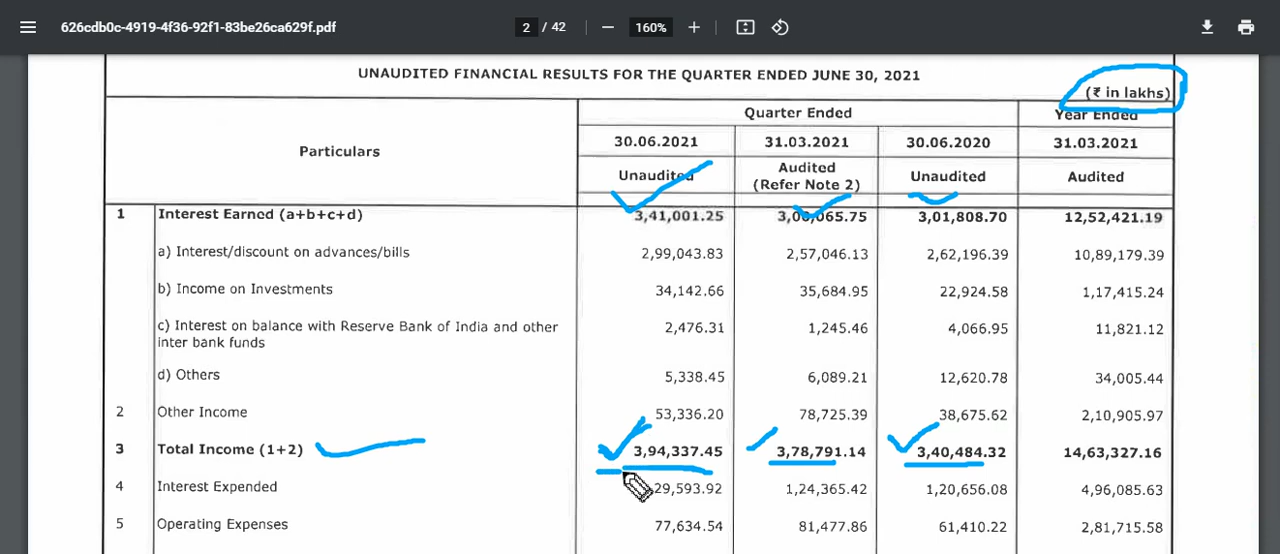 626cdb0c-4919-4f36-92f1-83be26ca629f.pdf 2 / 42 160%
UNAUDITED FINANCIAL RESULTS FOR THE QUARTER ENDED JUNE 30, 2021
(₹ in lakhs)
Particulars Quarter Ended Year Ended
30.06.2021 31.03.2021 30.06.2020 31.03.2021
Unaudited Audited (Refer Note 2) Unaudited Audited
1 Interest Earned (a+b+c+d) 3,41,001.25 3,00,065.75 3,01,808.70 12,52,421.19
a) Interest/discount on advances/bills 2,99,043.83 2,57,046.13 2,62,196.39 10,89,179.39
b) Income on Investments 34,142.66 35,684.95 22,924.58 1,17,415.24
c) Interest on balance with Reserve Bank of India and other
inter bank funds 2,476.31 1,245.46 4,066.95 11,821.12
d) Others 5,338.45 6,089.21 12,620.78 34,005.44
2 Other Income 53,336.20 78,725.39 38,675.62 2,10,905.97
3 Total Income (1+2) 3,94,337.45 3,78,791.14 3,40,484.32 14,63,327.16
4 Interest Expended 29,593.92 1,24,365.42 1,20,656.08 4,96,085.63
5 Operating Expenses 77,634.54 81,477.86 61,410.22 2,81,715.58